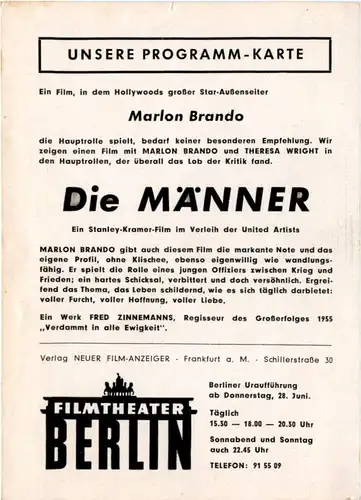 UNSERE PROGRAMM-KARTE
Ein Film, in dem Hollywoods großer Star-Außenseiter
Marlon Brando
die Hauptrolle spielt, bedarf keiner besonderen Empfehlung. Wir
zeigen einen Film mit MARLON BRANDO und THERESA WRIGHT in
den Hauptrollen, der überall das Lob der Kritik fand.
Die MÄNNER
Ein Stanley-Kramer-Film im Verleih der United Artists
MARLON BRANDO gibt auch diesem Film die markante Note und das
eigene Profil, ohne Klischee, ebenso eigenwillig wie wandlungs-
fähig. Er spielt die Rolle eines jungen Offiziers zwischen Krieg und
Frieden; ein hartes Schicksal, verbittert und doch versöhnlich. Ergrei-
fend das Thema, das Leben schildernd, wie es sich täglich darbietet:
voller Furcht, voller Hoffnung, voller Liebe.
Ein Werk FRED ZINNEMANNS, Regisseur des Großerfolges 1955
„Verdammt in alle Ewigkeit".
Verlag NEUER FILM-ANZEIGER - Frankfurt a. M. - Schillerstraße 30
FILMTHEATER
BERLIN
Berliner Uraufführung
ab Donnerstag, 28. Juni.
Täglich
15.30 — 18.00 — 20.30 Uhr
Sonnabend und Sonntag
auch 22.45 Uhr
TELEFON: 91 55 09